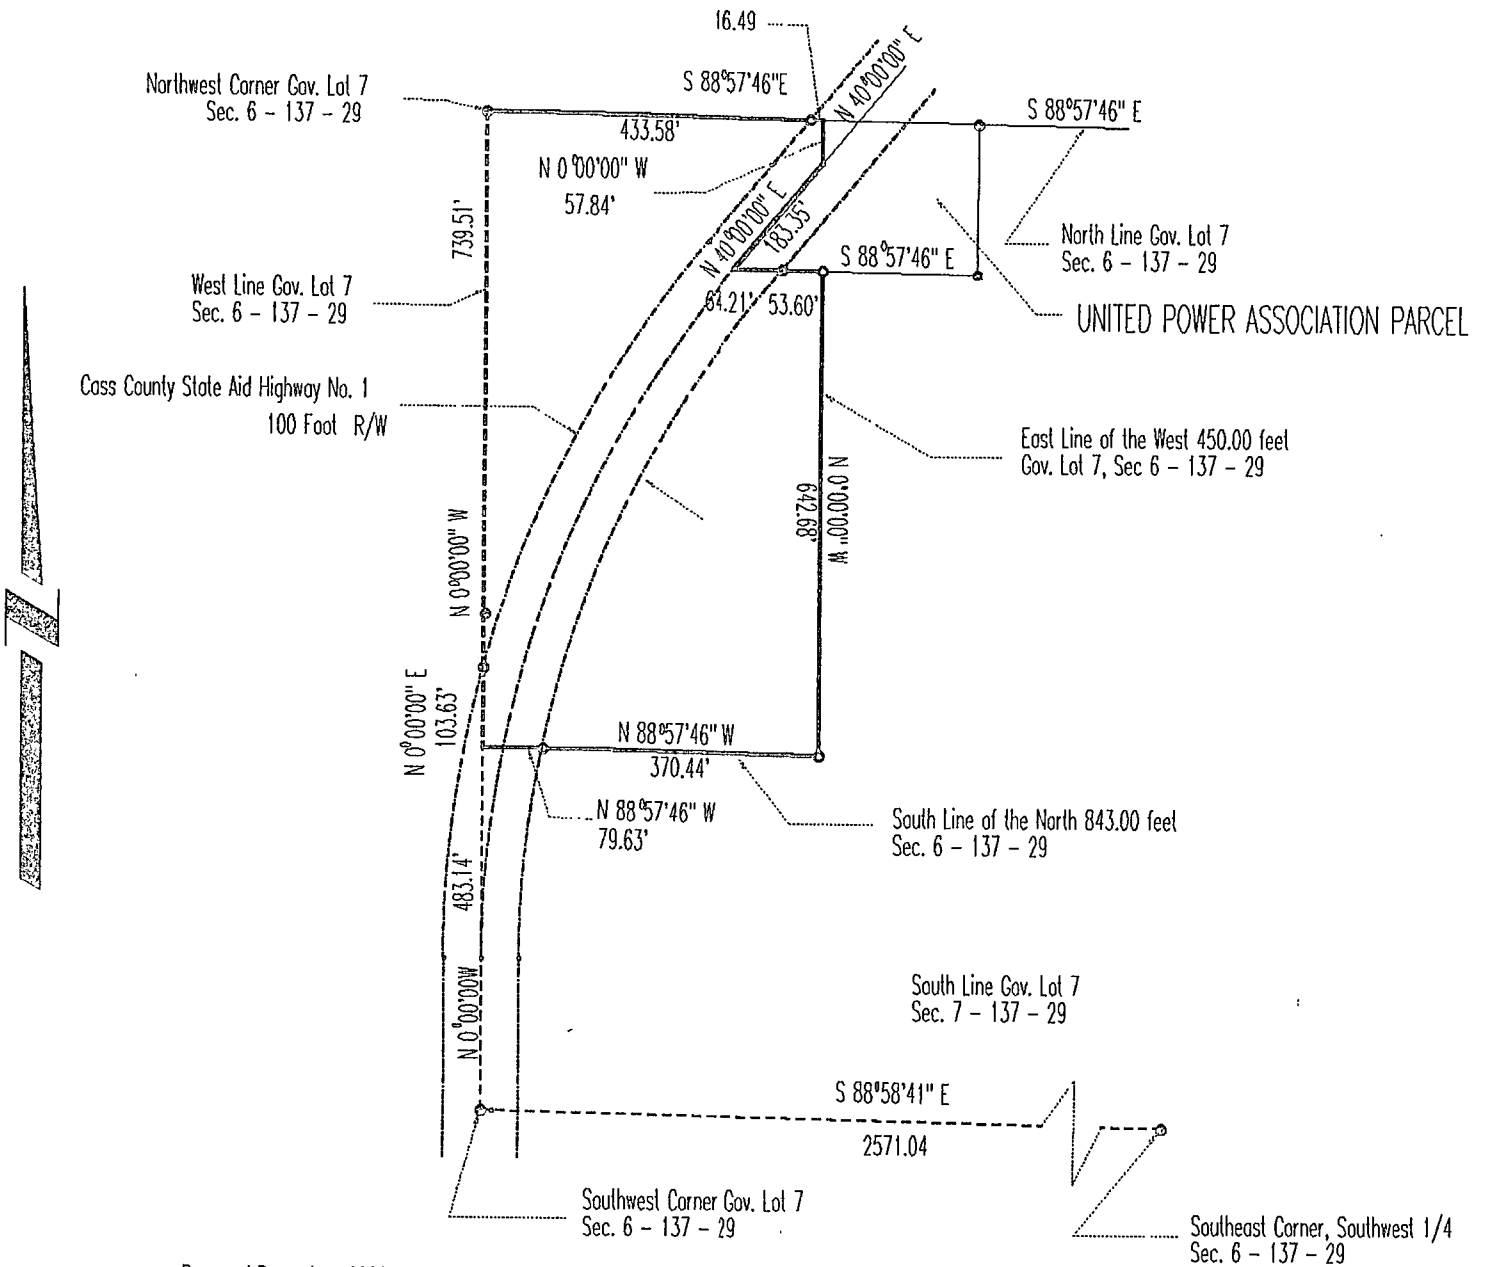 16.49
N 40°00'00" E
Northwest Corner Gov. Lot 7
Sec. 6 - 137 - 29
S 88°57'46"E
S 88°57'46" E
433.58'
N 0°00'00" W
57.84'
739.51'
N 40°00'00" E
183.35'
North Line Gov. Lot 7
Sec. 6 - 137 - 29
S 88°57'46" E
West Line Gov. Lot 7
Sec. 6 - 137 - 29
64.21'
53.60'
UNITED POWER ASSOCIATION PARCEL
Cass County State Aid Highway No. 1
100 Foot R/W
East Line of the West 450.00 feet
Gov. Lot 7, Sec 6 - 137 - 29
N 0°00'00" W
642.68'
N 0°00'00" W
N 0°00'00" E
103.63'
N 88°57'46" W
370.44'
N 88°57'46" W
79.63'
South Line of the North 843.00 feet
Sec. 6 - 137 - 29
483.14'
N 0°00'00W
South Line Gov. Lot 7
Sec. 7 - 137 - 29
S 88°58'41" E
2571.04
Southwest Corner Gov. Lot 7
Sec. 6 - 137 - 29
Southeast Corner, Southwest 1/4
Sec. 6 - 137 - 29